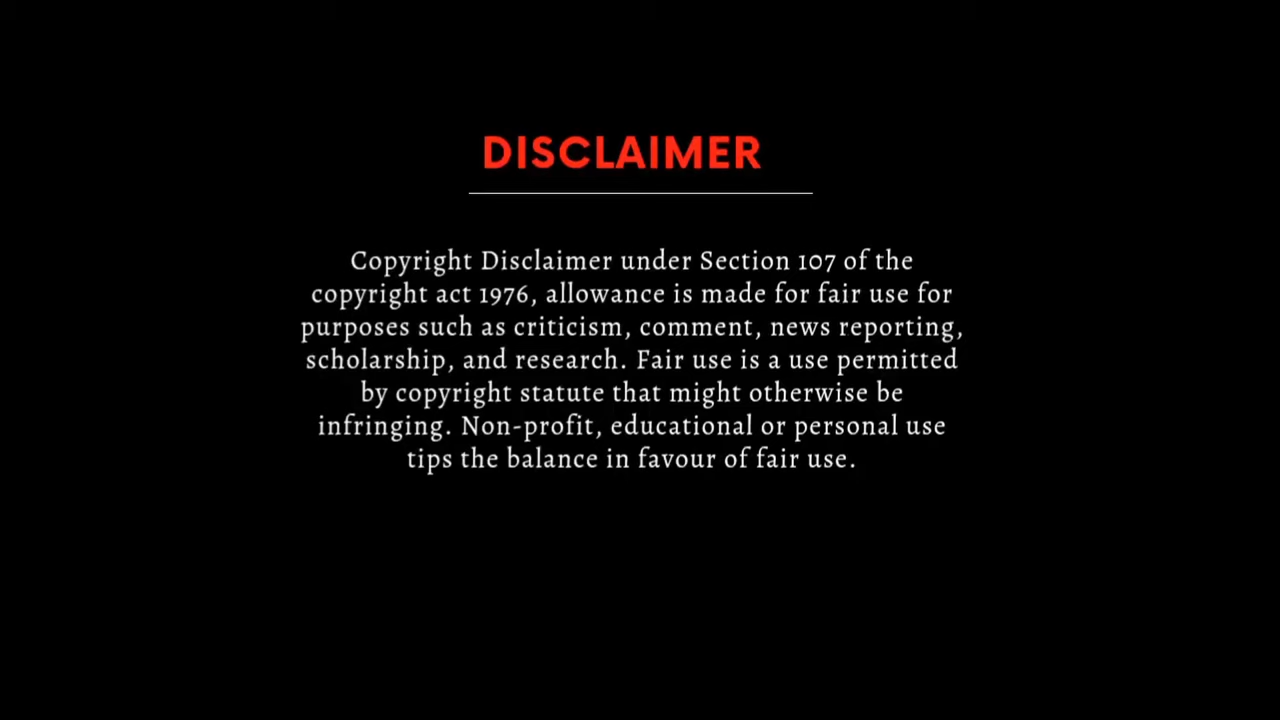 DISCLAIMER
Copyright Disclaimer under Section 107 of the
copyright act 1976, allowance is made for fair use for
purposes such as criticism, comment, news reporting,
scholarship, and research. Fair use is a use permitted
by copyright statute that might otherwise be
infringing. Non-profit, educational or personal use
tips the balance in favour of fair use.